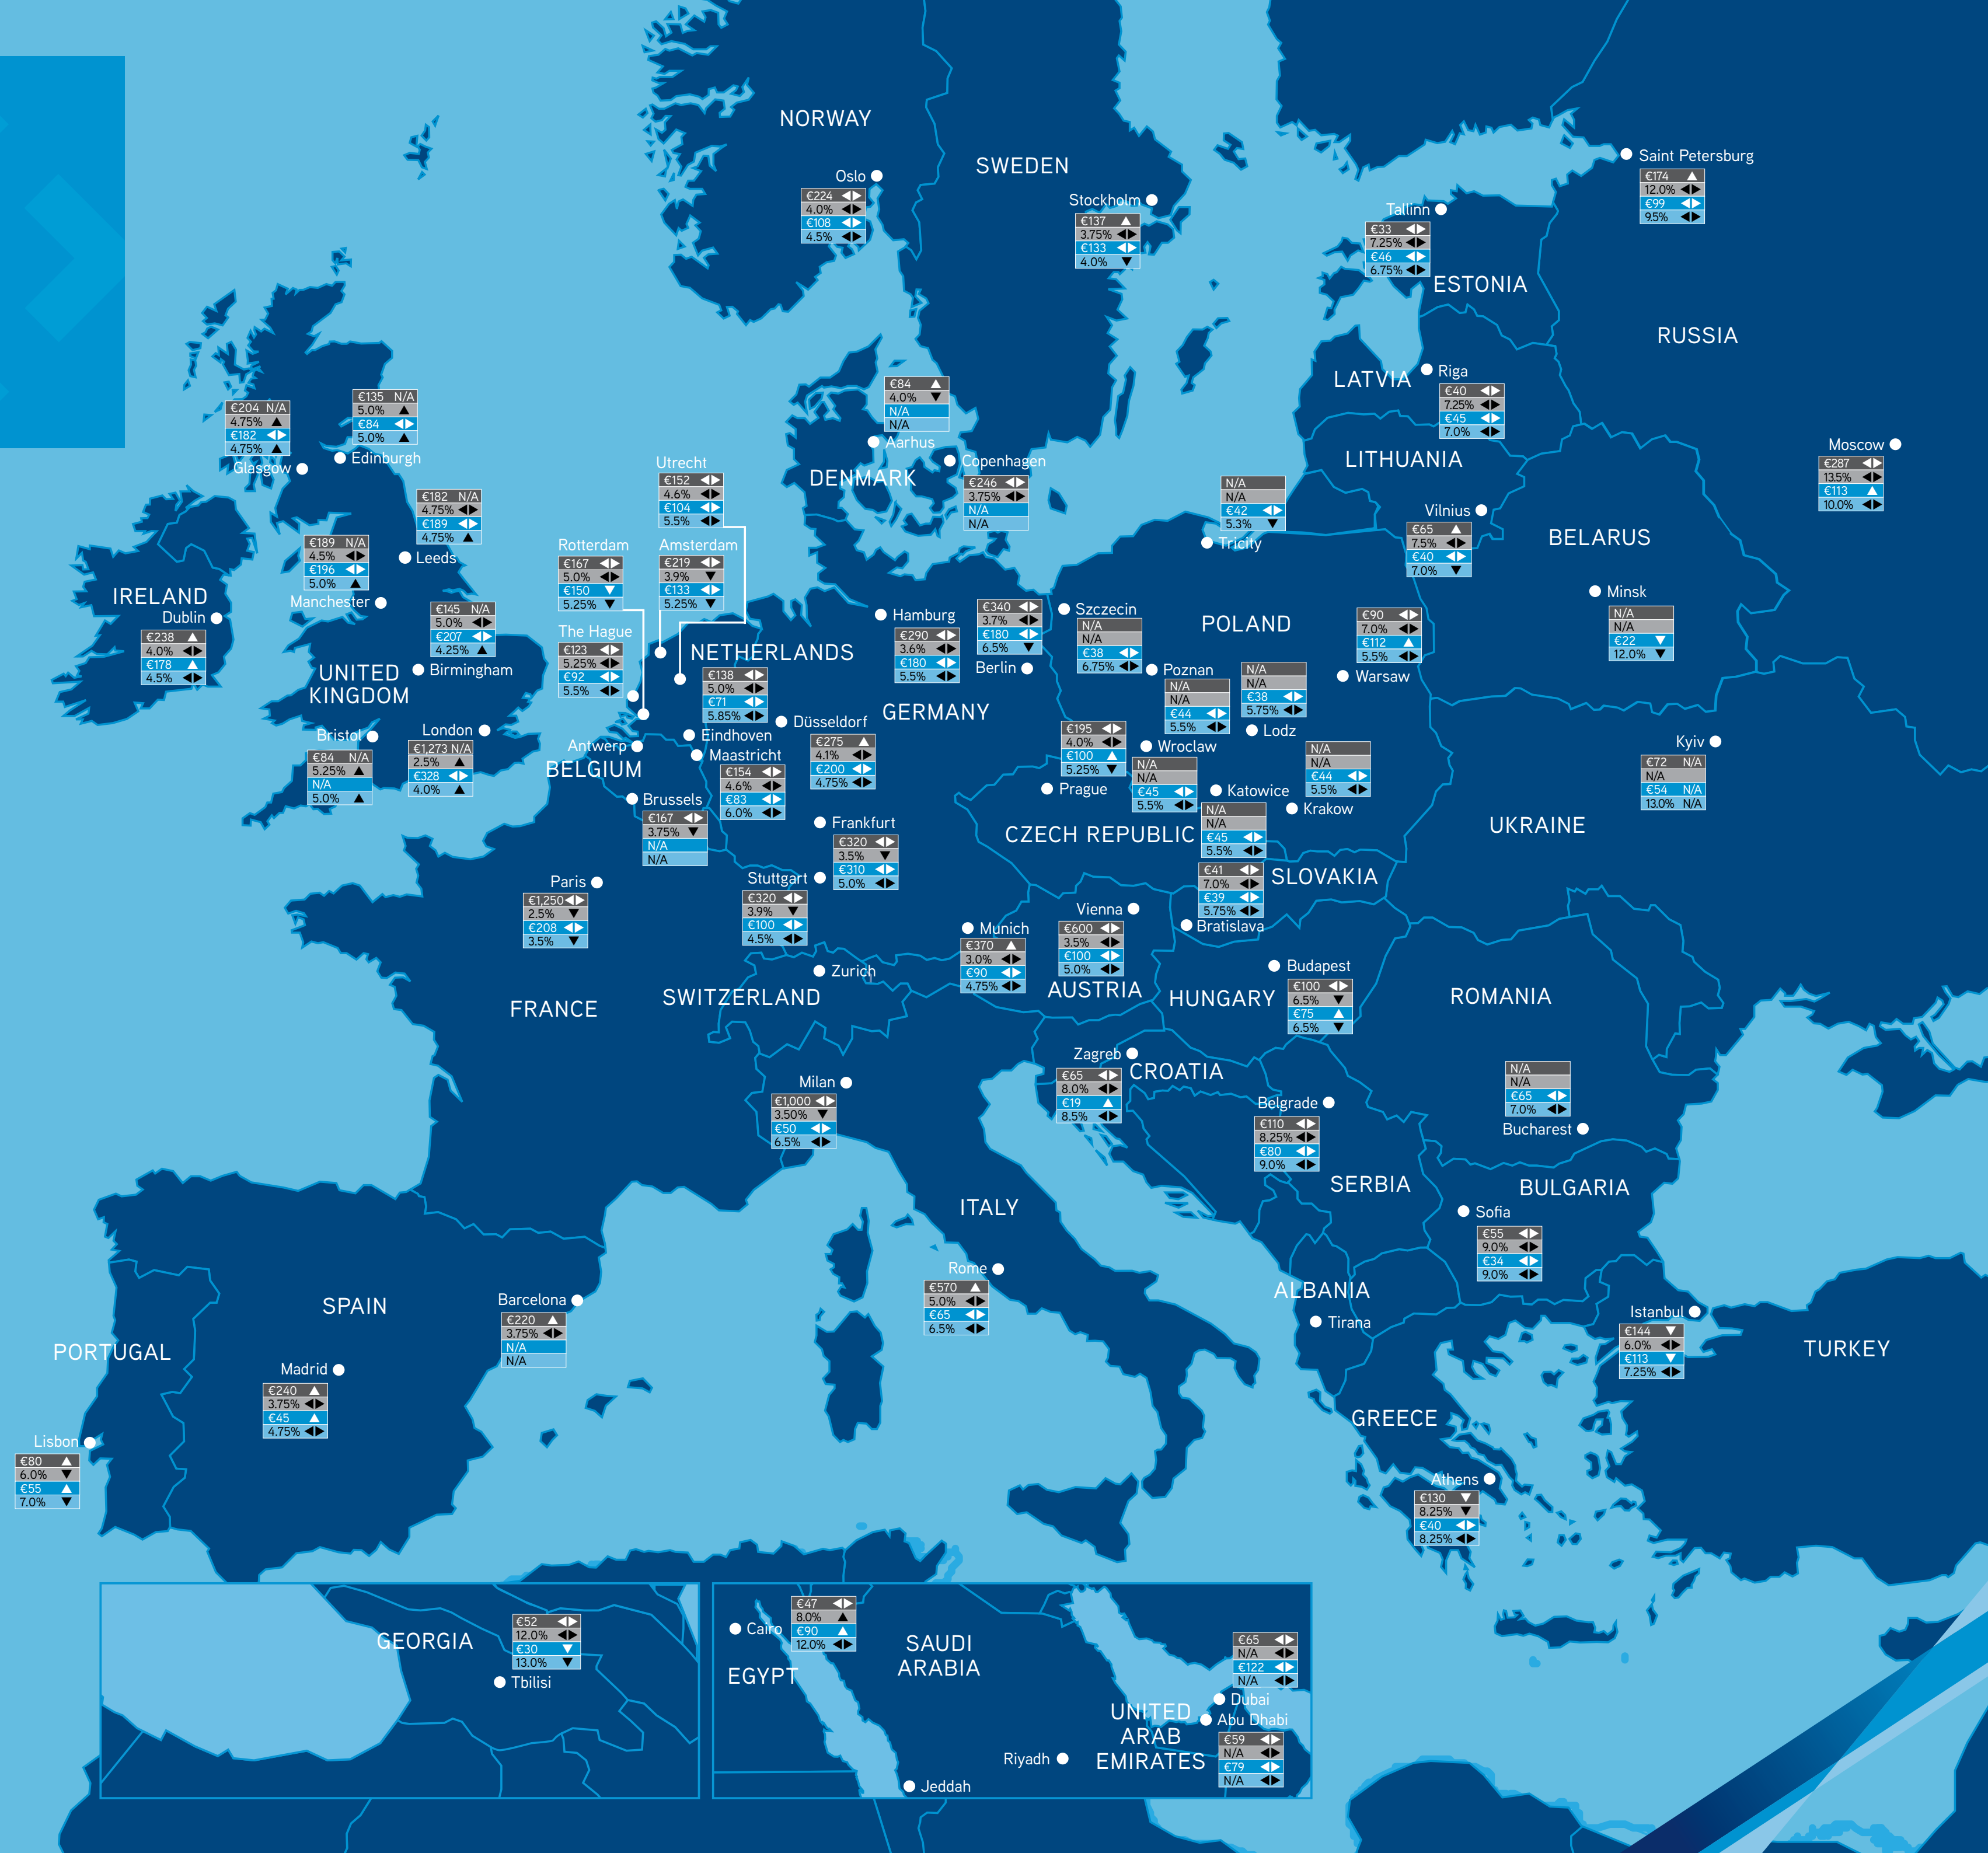 NORWAY
SWEDEN
Saint Petersburg
€174
12.0%
€99
9.5%
Oslo
€224
4.0%
€108
4.5%
Stockholm
€137
3.75%
€133
4.0%
Tallinn
€33
7.25%
€46
6.75%
ESTONIA
RUSSIA
LATVIA
Riga
€40
7.25%
€45
7.0%
€84
4.0%
N/A
N/A
Aarhus
DENMARK
Copenhagen
€246
3.75%
N/A
N/A
€135 N/A
5.0%
€84
5.0%
Edinburgh
€204 N/A
4.75%
€182
4.75%
Glasgow
Moscow
€287
13.5%
€113
10.0%
LITHUANIA
Vilnius
€65
7.5%
€40
7.0%
Utrecht
€152
4.6%
€104
5.5%
€182 N/A
4.75%
€189
4.75%
Leeds
N/A
N/A
€42
5.3%
Tricity
BELARUS
Minsk
N/A
N/A
€22
12.0%
€189 N/A
4.5%
€196
5.0%
Manchester
Rotterdam
€167
5.0%
€150
5.25%
Amsterdam
€219
3.9%
€133
5.25%
IRELAND
Dublin
€238
4.0%
€178
4.5%
€145 N/A
5.0%
€207
4.25%
Birmingham
The Hague
€123
5.25%
€92
5.5%
NETHERLANDS
Hamburg
€290
3.6%
€180
5.5%
€340
3.7%
€180
6.5%
Berlin
Szczecin
N/A
N/A
€38
6.75%
POLAND
€90
7.0%
€112
5.5%
Warsaw
UNITED
KINGDOM
€138
5.0%
€71
5.85%
Eindhoven
Poznan
N/A
N/A
€44
5.5%
N/A
N/A
€38
5.75%
Lodz
GERMANY
Düsseldorf
€275
4.1%
€200
4.75%
Bristol
€84 N/A
5.25%
N/A
5.0%
London
€1,273 N/A
2.5%
€328
4.0%
Antwerp
BELGIUM
Maastricht
€154
4.6%
€83
6.0%
€195
4.0%
€100
5.25%
Prague
Wroclaw
N/A
N/A
€45
5.5%
N/A
N/A
€44
5.5%
Krakow
Kyiv
€72 N/A
N/A
€54 N/A
13.0% N/A
Brussels
€167
3.75%
N/A
N/A
Katowice
N/A
N/A
€45
5.5%
Frankfurt
€320
3.5%
€310
5.0%
CZECH REPUBLIC
UKRAINE
Paris
€1,250
2.5%
€208
3.5%
Stuttgart
€320
3.9%
€100
4.5%
€41
7.0%
€39
5.75%
Bratislava
SLOVAKIA
Vienna
€600
3.5%
€100
5.0%
AUSTRIA
Munich
€370
3.0%
€90
4.75%
Zurich
SWITZERLAND
FRANCE
HUNGARY
Budapest
€100
6.5%
€75
6.5%
ROMANIA
Zagreb
€65
8.0%
€19
8.5%
CROATIA
Milan
€1,000
3.50%
€50
6.5%
Belgrade
€110
8.25%
€80
9.0%
SERBIA
N/A
N/A
€65
7.0%
Bucharest
BULGARIA
Sofia
€55
9.0%
€34
9.0%
ITALY
Rome
€570
5.0%
€65
6.5%
ALBANIA
Tirana
Barcelona
€220
3.75%
N/A
N/A
SPAIN
Istanbul
€144
6.0%
€113
7.25%
TURKEY
PORTUGAL
Madrid
€240
3.75%
€45
4.75%
GREECE
Lisbon
€80
6.0%
€55
7.0%
Athens
€130
8.25%
€40
8.25%
GEORGIA
€52
12.0%
€30
13.0%
Tbilisi
Cairo
€47
8.0%
€90
12.0%
EGYPT
SAUDI
ARABIA
€65
N/A
€122
N/A
Dubai
Abu Dhabi
€59
N/A
€79
N/A
UNITED
ARAB
EMIRATES
Riyadh
Jeddah